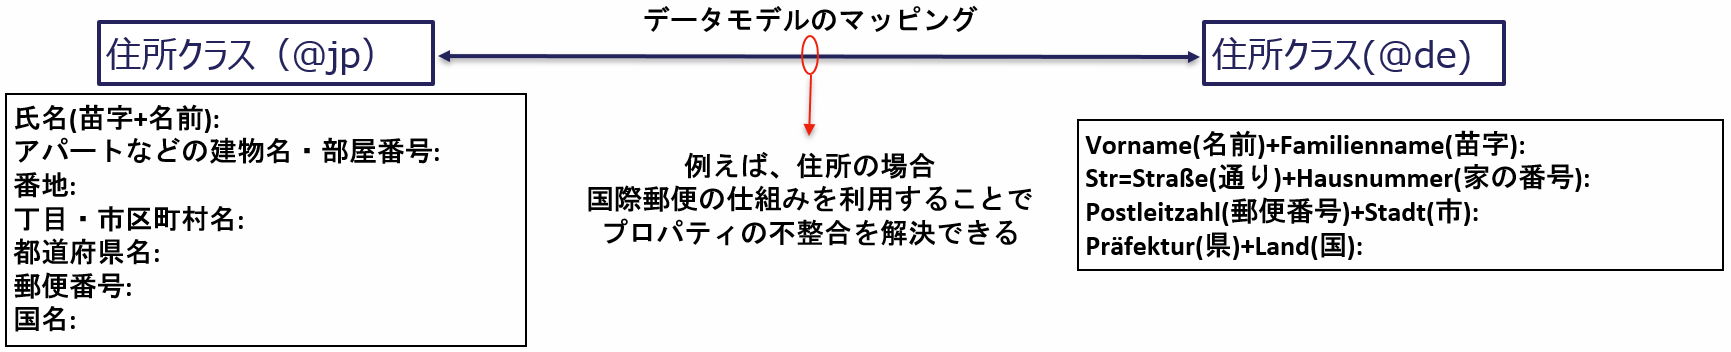 データモデルのマッピング
住所クラス（@jp）
住所クラス(@de)
氏名(苗字+名前):
アパートなどの建物名・部屋番号:
番地:
丁目・市区町村名:
都道府県名:
郵便番号:
国名:
例えば、住所の場合
国際郵便の仕組みを利用することで
プロパティの不整合を解決できる
Vorname(名前)+Familienname(苗字):
Str=Straße(通り)+Hausnummer(家の番号):
Postleitzahl(郵便番号)+Stadt(市):
Präfektur(県)+Land(国):